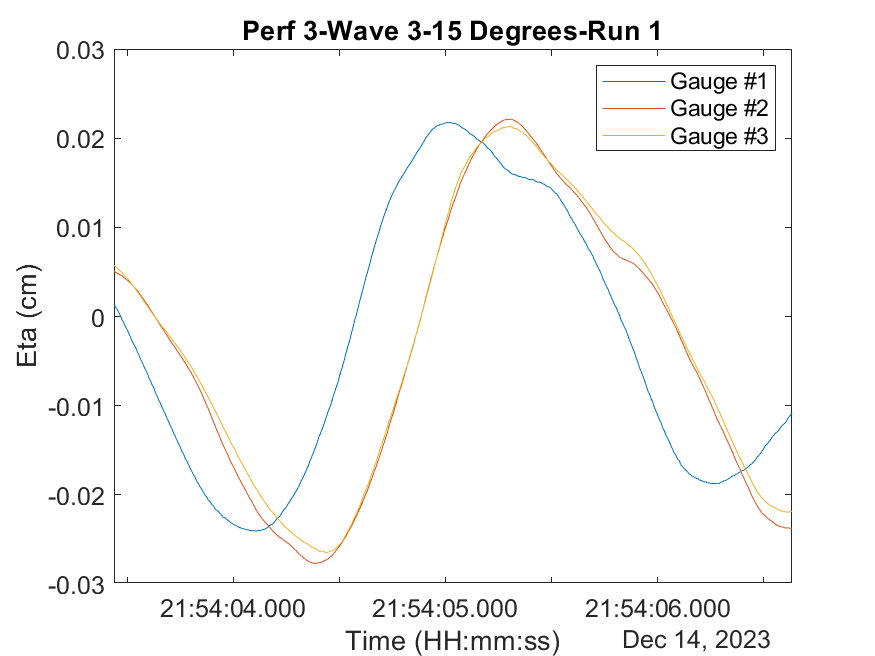 Perf 3-Wave 3-15 Degrees-Run 1
0.03
0.02
0.01
0
-0.01
-0.02
-0.03
Eta (cm)
Gauge #1
Gauge #2
Gauge #3
21:54:04.000 21:54:05.000 21:54:06.000
Time (HH:mm:ss)
Dec 14, 2023